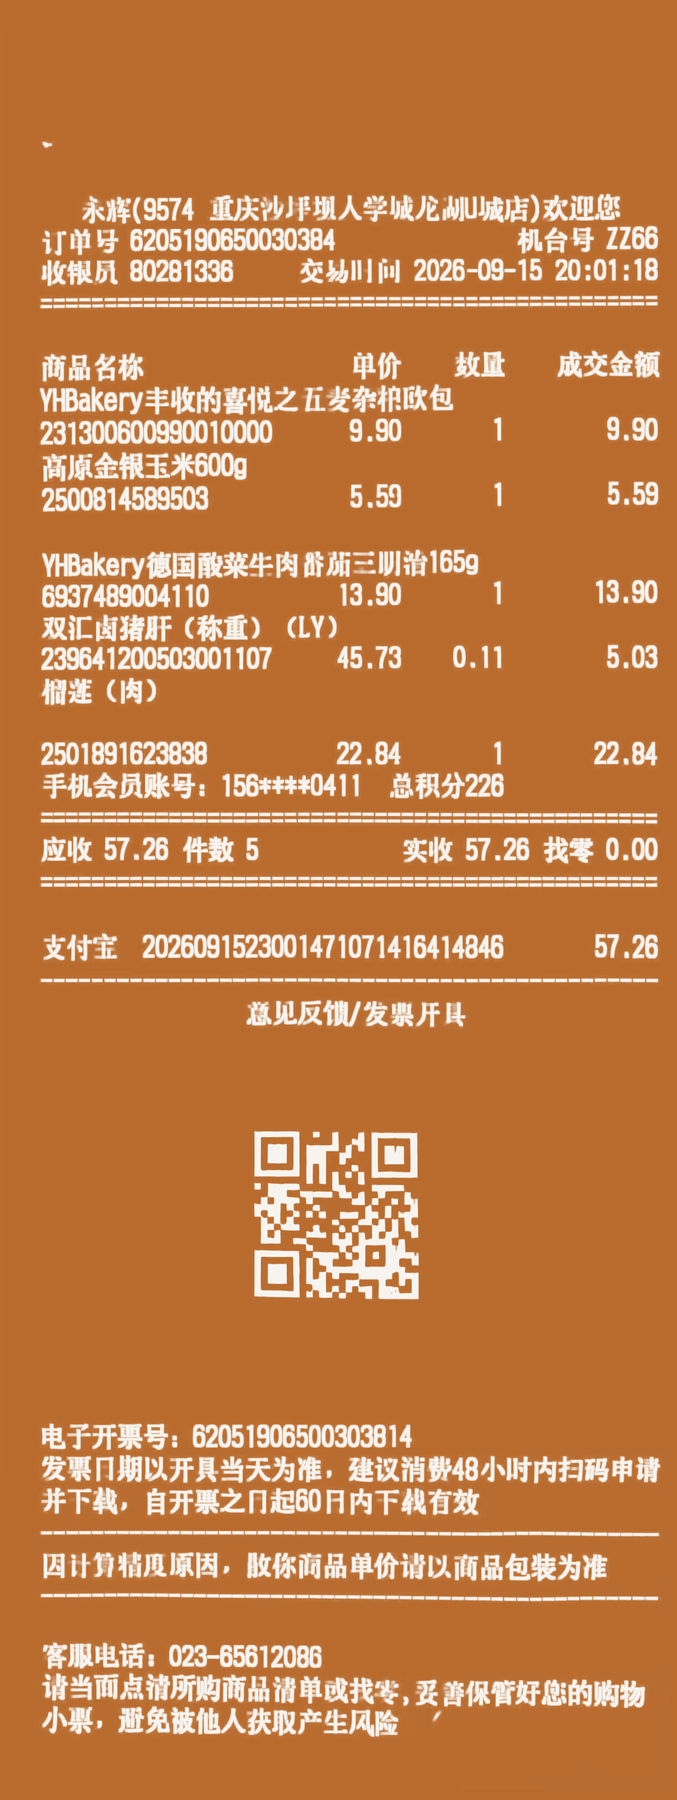 永辉(9574 重庆沙坪坝大学城龙湖U城店)欢迎您
订单号 6205190650030384 机台号 ZZ66
收银员 80281336 交易时间 2026-09-15 20:01:18
商品名称 单价 数量 成交金额
YHBakery丰收的喜悦之五麦杂粮欧包
231300600990010000 9.90 1 9.90
高原金银玉米600g
2500814589503 5.59 1 5.59
YHBakery德国酸菜牛肉番茄三明治165g
6937489004110 13.90 1 13.90
双汇卤猪肝（称重）（LY）
239641200503001107 45.73 0.11 5.03
榴莲（肉）
2501891623838 22.84 1 22.84
手机会员账号：156****0411 总积分226
应收 57.26 件数 5 实收 57.26 找零 0.00
支付宝 2026091523001471071416414846 57.26
意见反馈/发票开具
电子开票号：62051906500303814
发票日期以开具当天为准，建议消费48小时内扫码申请
并下载，自开票之日起60日内下载有效
因计算精度原因，散你商品单价请以商品包装为准
客服电话：023-65612086
请当面点清所购商品清单或找零,妥善保管好您的购物
小票，避免被他人获取产生风险